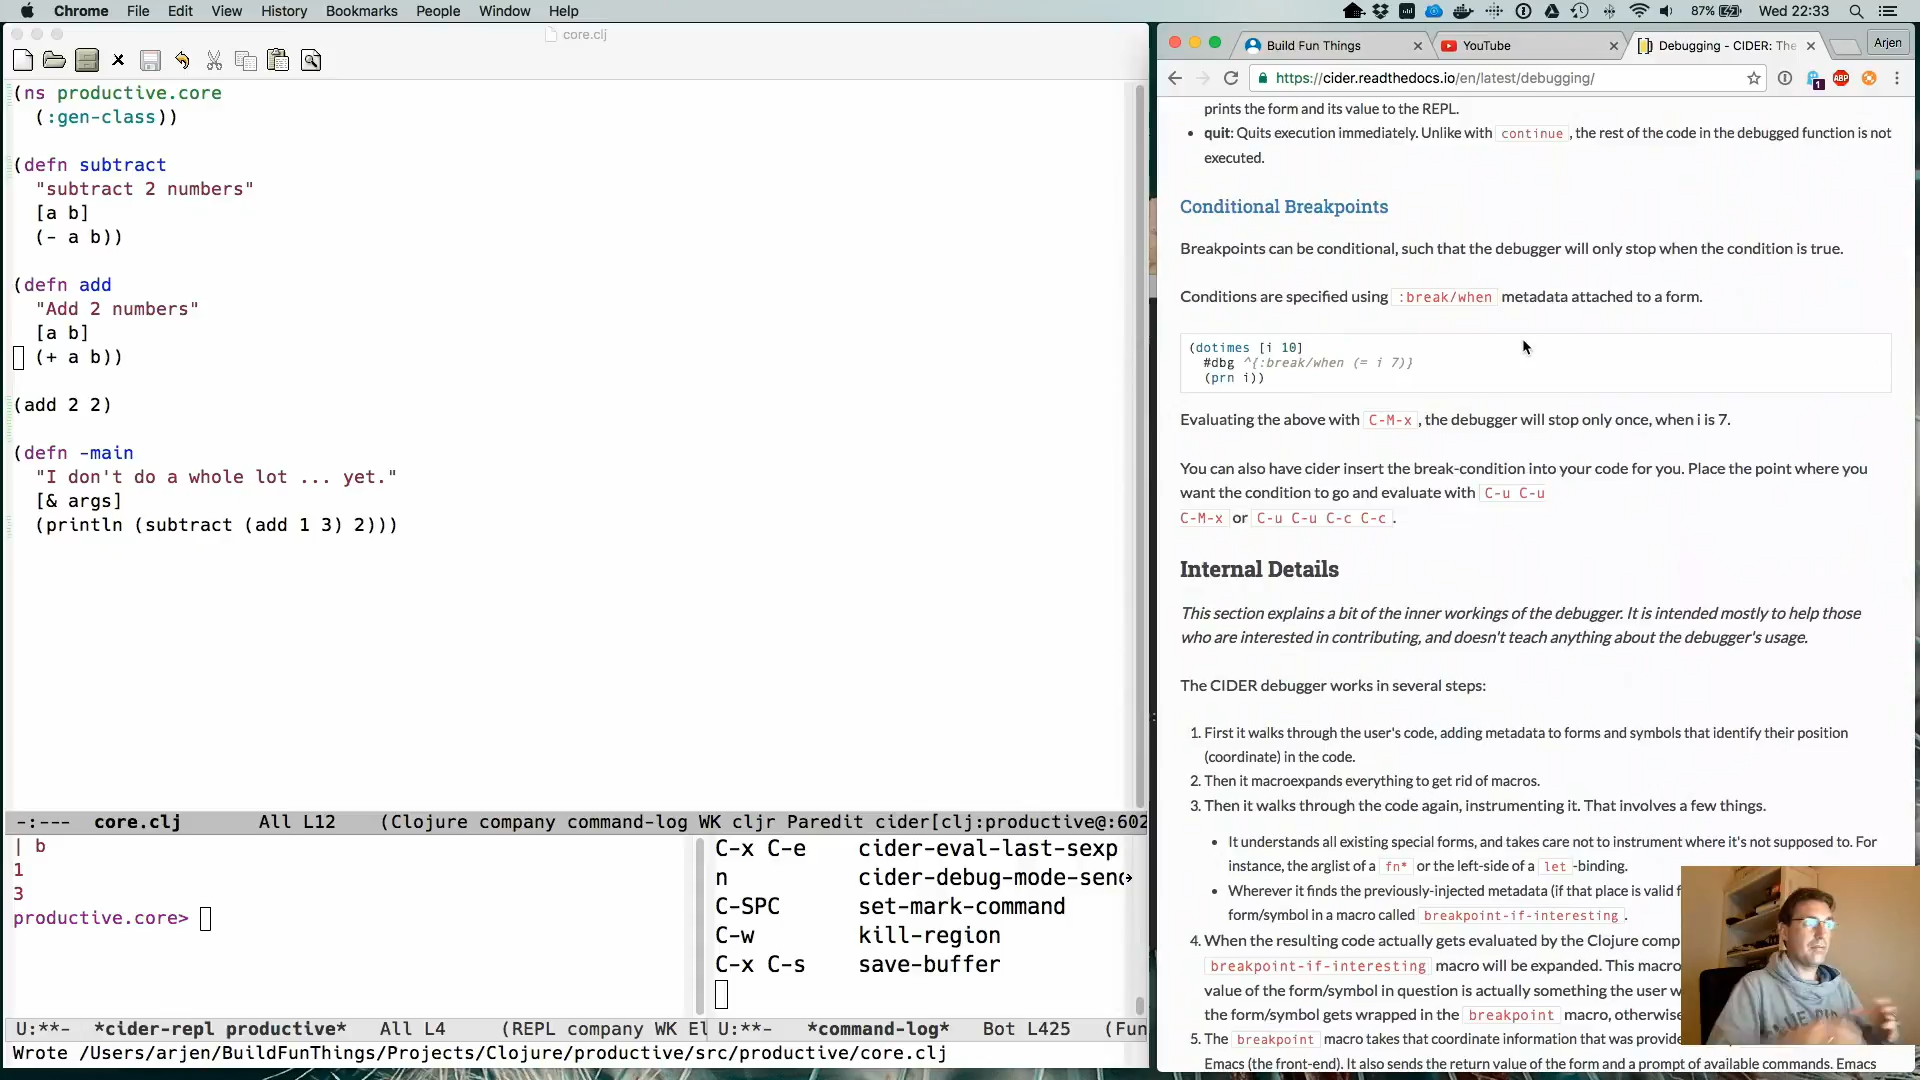 Chrome File Edit View History Bookmarks People Window Help 87% Wed 22:33
core.clj
(ns productive.core
(:gen-class))
(defn subtract
"subtract 2 numbers"
[a b]
(- a b))
(defn add
"Add 2 numbers"
[a b]
(+ a b))
(add 2 2)
(defn -main
"I don't do a whole lot ... yet."
[& args]
(println (subtract (add 1 3) 2)))
-:--- core.clj All L12 (Clojure company command-log WK cljr Paredit cider[clj:productive@:602
| b
1
3
productive.core>
U:**- *cider-repl productive* All L4 (REPL company WK El
C-x C-e cider-eval-last-sexp
n cider-debug-mode-send
C-SPC set-mark-command
C-w kill-region
C-x C-s save-buffer
U:**- *command-log* Bot L425 (Fun
Wrote /Users/arjen/BuildFunThings/Projects/Clojure/productive/src/productive/core.clj
Build Fun Things YouTube Debugging - CIDER: The Arjen
https://cider.readthedocs.io/en/latest/debugging/
ABP
1
prints the form and its value to the REPL.
• quit: Quits execution immediately. Unlike with continue, the rest of the code in the debugged function is not
executed.
Conditional Breakpoints
Breakpoints can be conditional, such that the debugger will only stop when the condition is true.
Conditions are specified using :break/when metadata attached to a form.
(dotimes [i 10]
#dbg ^{:break/when (= i 7)}
(prn i))
Evaluating the above with C-M-x, the debugger will stop only once, when i is 7.
You can also have cider insert the break-condition into your code for you. Place the point where you
want the condition to go and evaluate with C-u C-u
C-M-x or C-u C-u C-c C-c.
Internal Details
This section explains a bit of the inner workings of the debugger. It is intended mostly to help those
who are interested in contributing, and doesn't teach anything about the debugger's usage.
The CIDER debugger works in several steps:
1. First it walks through the user's code, adding metadata to forms and symbols that identify their position
(coordinate) in the code.
2. Then it macroexpands everything to get rid of macros.
3. Then it walks through the code again, instrumenting it. That involves a few things.
• It understands all existing special forms, and takes care not to instrument where it's not supposed to. For
instance, the arglist of a fn* or the left-side of a let-binding.
• Wherever it finds the previously-injected metadata (if that place is valid f
form/symbol in a macro called breakpoint-if-interesting.
4. When the resulting code actually gets evaluated by the Clojure comp
breakpoint-if-interesting macro will be expanded. This macro
value of the form/symbol in question is actually something the user w
the form/symbol gets wrapped in the breakpoint macro, otherwise
5. The breakpoint macro takes that coordinate information that was provide
Emacs (the front-end). It also sends the return value of the form and a prompt of available commands. Emacs